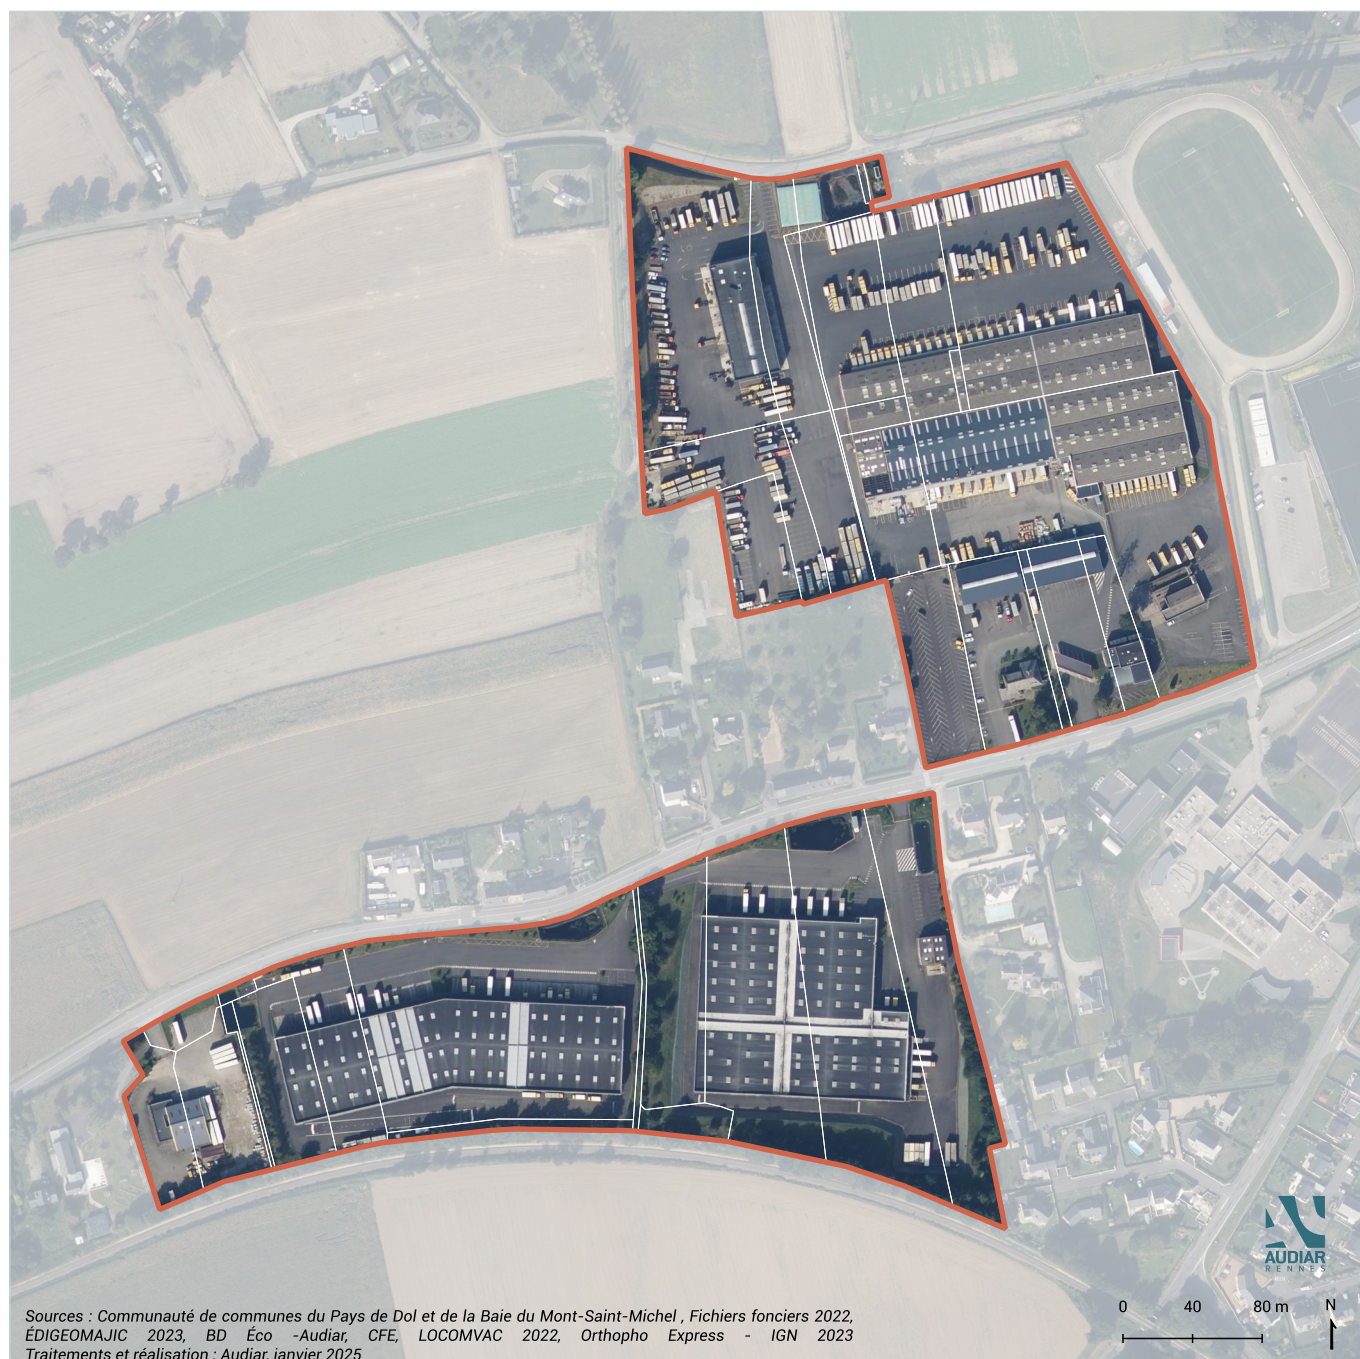 AUDIAR
RENNES
0 40 80 m N
Sources : Communauté de communes du Pays de Dol et de la Baie du Mont-Saint-Michel , Fichiers fonciers 2022,
ÉDIGEOMAJIC 2023, BD Éco -Audiar, CFE, LOCOMVAC 2022, Orthopho Express - IGN 2023
Traitements et réalisation : Audiar, janvier 2025